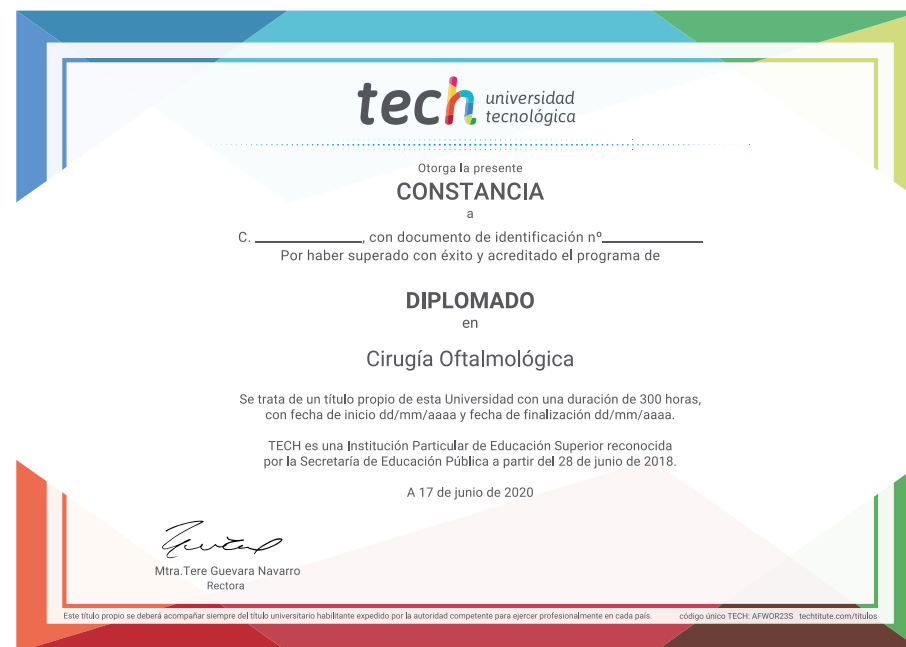 tech universidad
tecnológica
Otorga la presente
CONSTANCIA
a
C. ____________, con documento de identificación nº____________
Por haber superado con éxito y acreditado el programa de
DIPLOMADO
en
Cirugía Oftalmológica
Se trata de un título propio de esta Universidad con una duración de 300 horas,
con fecha de inicio dd/mm/aaaa y fecha de finalización dd/mm/aaaa.
TECH es una Institución Particular de Educación Superior reconocida
por la Secretaría de Educación Pública a partir del 28 de junio de 2018.
A 17 de junio de 2020
Mtra.Tere Guevara Navarro
Rectora
Este título propio se deberá acompañar siempre del título universitario habilitante expedido por la autoridad competente para ejercer profesionalmente en cada país. código único TECH: AFWOR23S techtitute.com/titulos